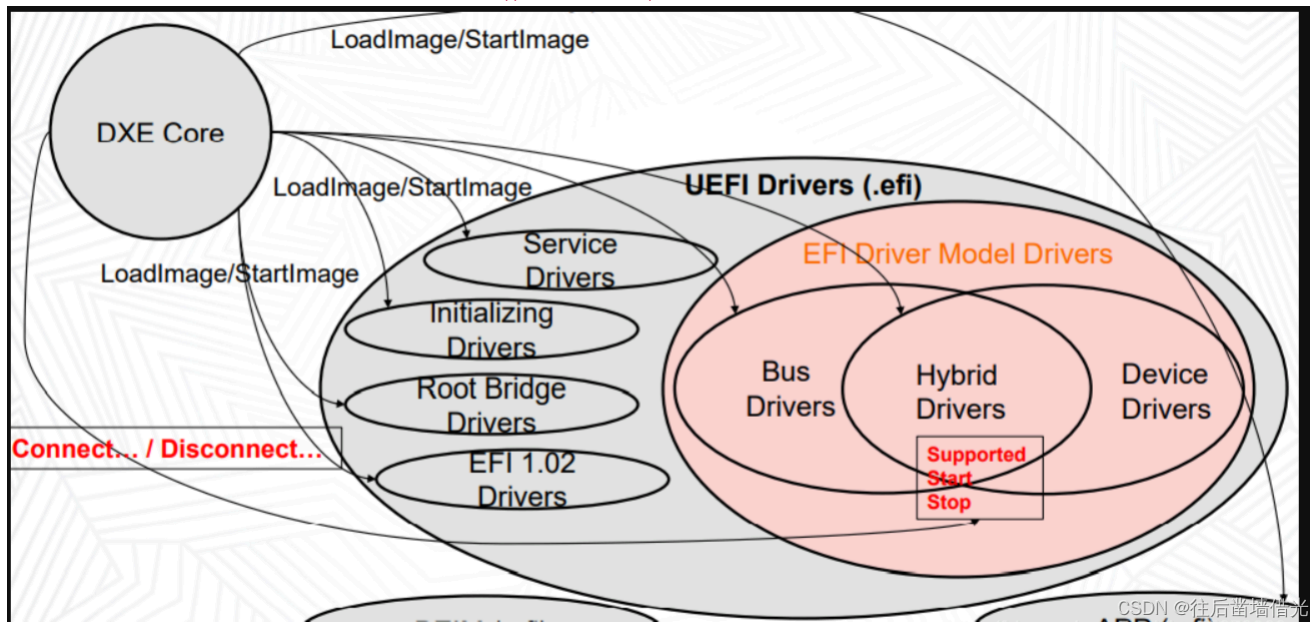 LoadImage/StartImage
DXE Core
LoadImage/StartImage
UEFI Drivers (.efi)
Service
Drivers
EFI Driver Model Drivers
LoadImage/StartImage
Initializing
Drivers
Root Bridge
Drivers
Bus
Drivers
Hybrid
Drivers
Device
Drivers
Connect... / Disconnect...
EFI 1.02
Drivers
Supported
Start
Stop
CSDN @往后凿墙借光